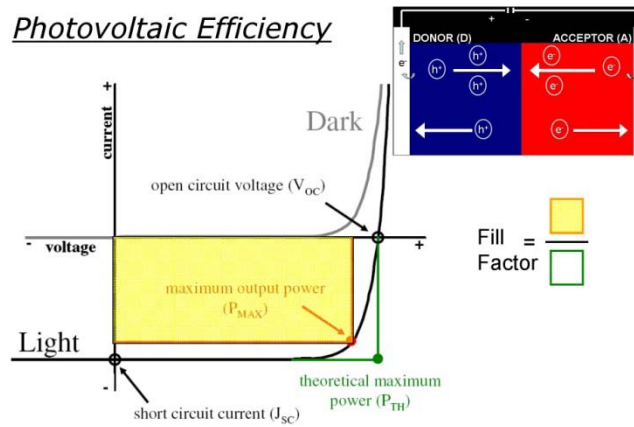 Photovoltaic Efficiency
+ -
DONOR (D) ACCEPTOR (A)
e-
h+ h+ e- e-
h+ e-
h+ e-
+
current
Dark
open circuit voltage (VOC)
- voltage +
Fill
Factor =
maximum output power
(PMAX)
Light
-
theoretical maximum
power (PTH)
short circuit current (JSC)